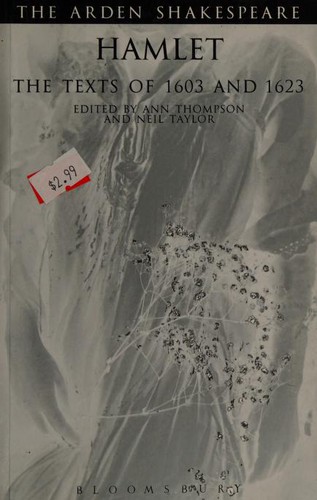 THE ARDEN SHAKESPEARE
HAMLET
THE TEXTS OF 1603 AND 1623
EDITED BY ANN THOMPSON
AND NEIL TAYLOR
$2.99
BLOOMSBURY